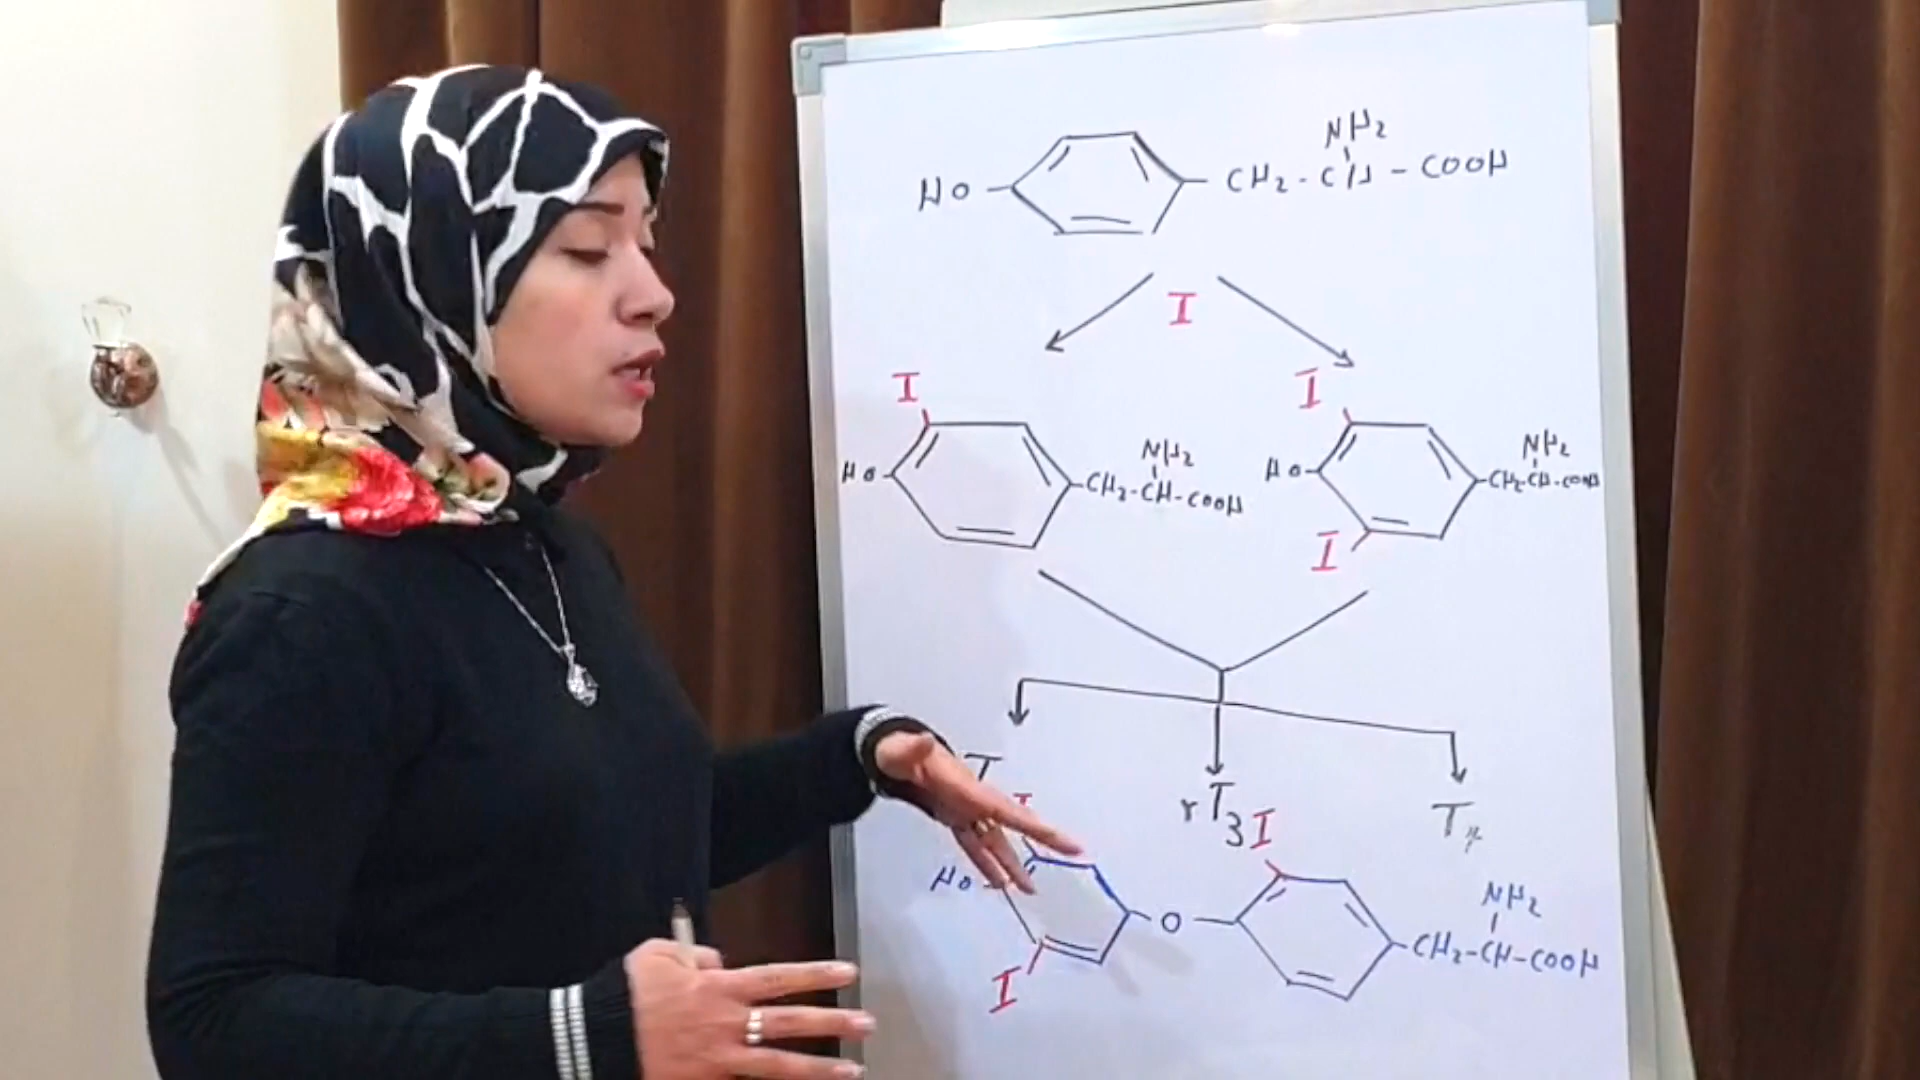 NH2
HO - CH2 - CH - COOH
I
I
I
NH2
NH2
HO - CH2-CH-COOH
HO - CH2-CH-COOH
I
T
rT3
T4
I
I
NH2
HO
O
CH2-CH-COOH
I